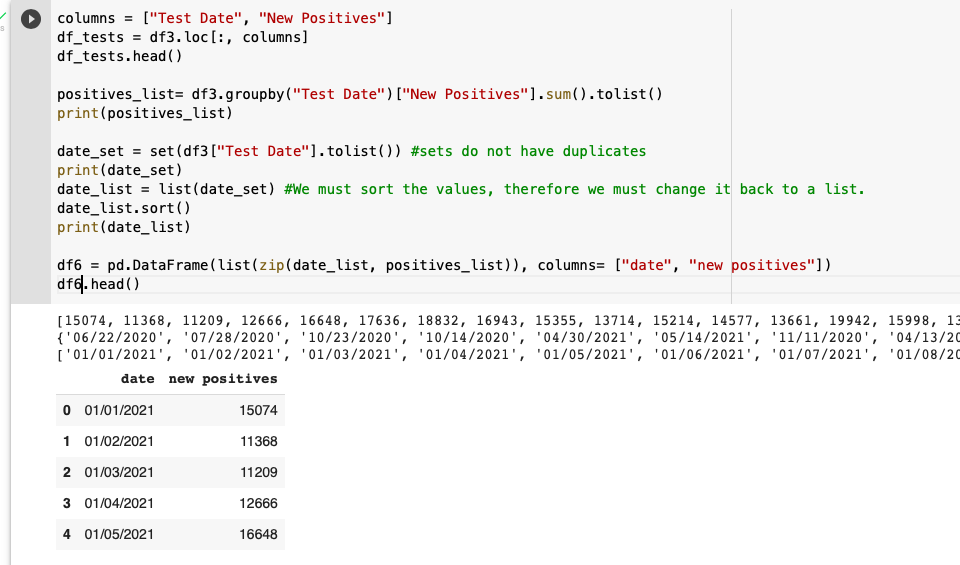 columns = ["Test Date", "New Positives"]
df_tests = df3.loc[:, columns]
df_tests.head()
positives_list= df3.groupby("Test Date")["New Positives"].sum().tolist()
print(positives_list)
date_set = set(df3["Test Date"].tolist()) #sets do not have duplicates
print(date_set)
date_list = list(date_set) #We must sort the values, therefore we must change it back to a list.
date_list.sort()
print(date_list)
df6 = pd.DataFrame(list(zip(date_list, positives_list)), columns= ["date", "new positives"])
df6.head()
[15074, 11368, 11209, 12666, 16648, 17636, 18832, 16943, 15355, 13714, 15214, 14577, 13661, 19942, 15998, 13
{'06/22/2020', '07/28/2020', '10/23/2020', '10/14/2020', '04/30/2021', '05/14/2021', '11/11/2020', '04/13/20
['01/01/2021', '01/02/2021', '01/03/2021', '01/04/2021', '01/05/2021', '01/06/2021', '01/07/2021', '01/08/20
date new positives
0 01/01/2021 15074
1 01/02/2021 11368
2 01/03/2021 11209
3 01/04/2021 12666
4 01/05/2021 16648